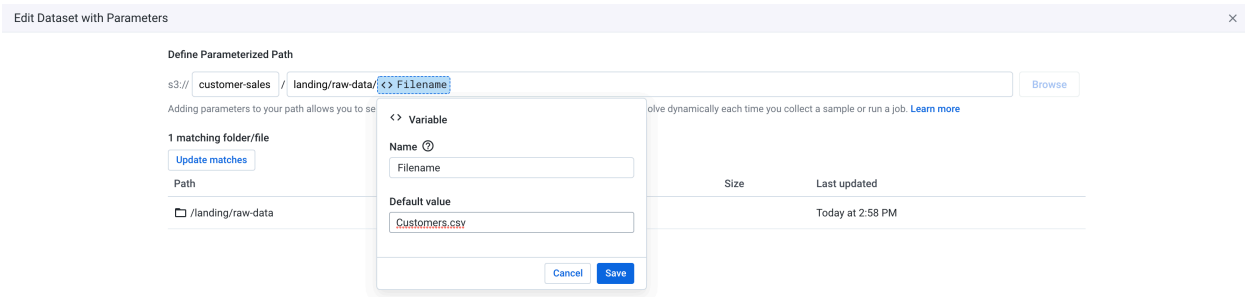 Edit Dataset with Parameters
Define Parameterized Path
s3:// customer-sales / landing/raw-data/ <> Filename Browse
Adding parameters to your path allows you to se olve dynamically each time you collect a sample or run a job. Learn more
<> Variable
1 matching folder/file
Update matches
Name
Filename
Path Size Last updated
Default value
/landing/raw-data Today at 2:58 PM
Customers.csv
Cancel Save